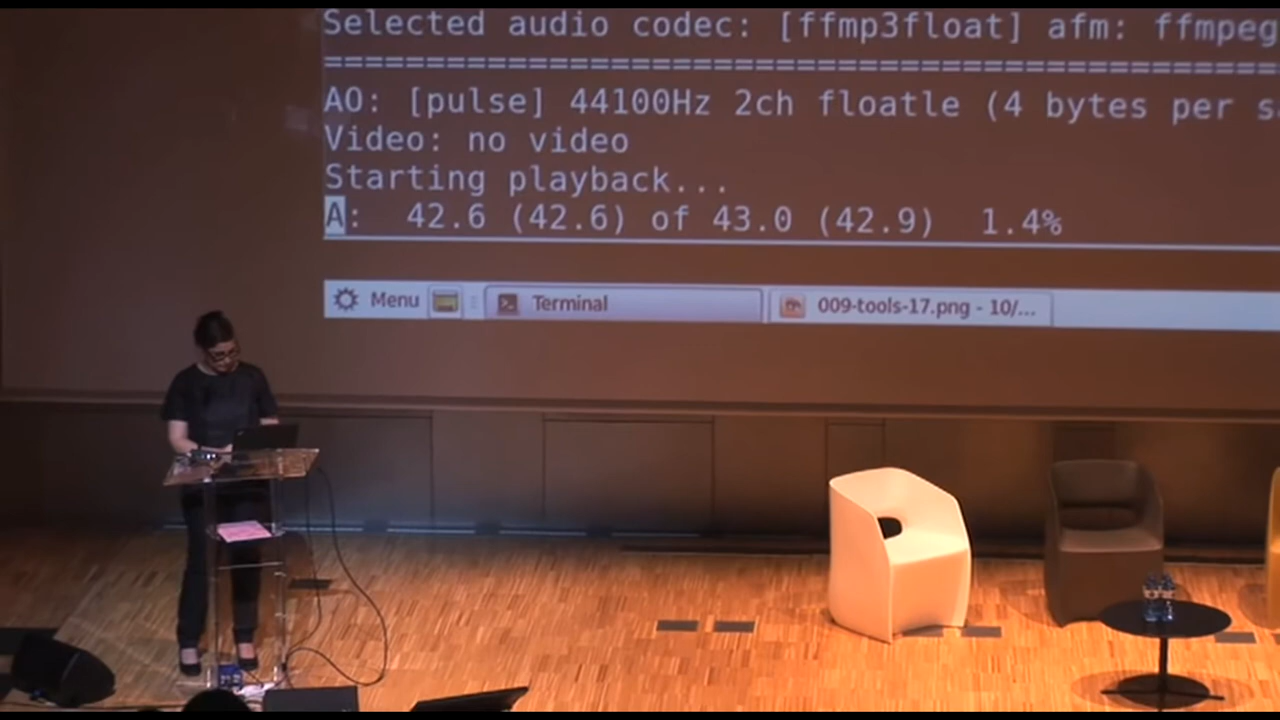 Selected audio codec: [ffmp3float] afm: ffmpeg
================================================
AO: [pulse] 44100Hz 2ch floatle (4 bytes per s
Video: no video
Starting playback...
A: 42.6 (42.6) of 43.0 (42.9) 1.4%
Menu Terminal 009-tools-17.png - 10/...